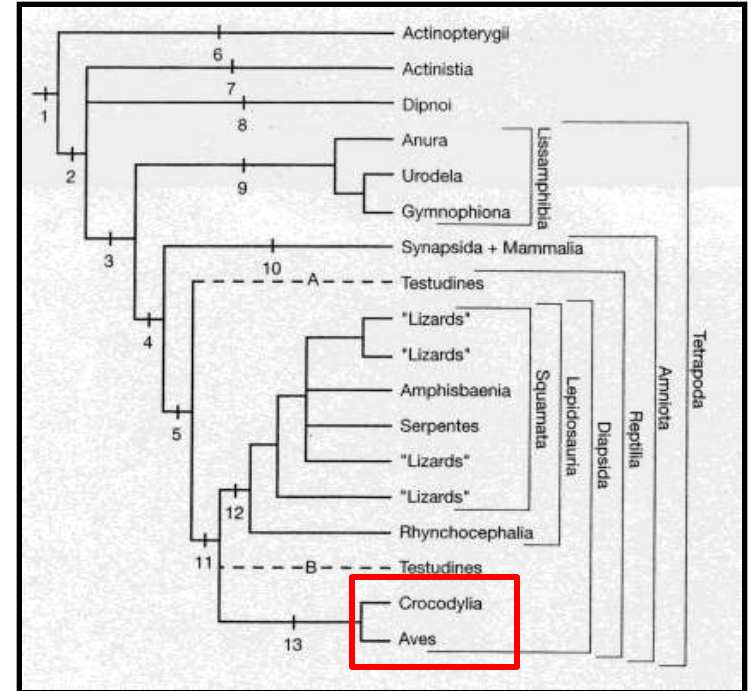 Actinopterygii
6
Actinistia
1
7
Dipnoi
8
2
Anura
Urodela
9
Gymnophiona
Lissamphibia
3
Synapsida + Mammalia
10
A
Testudines
4
"Lizards"
"Lizards"
Amphisbaenia
Serpentes
5
"Lizards"
"Lizards"
12
Rhynchocephalia
11
B
Testudines
Crocodylia
Aves
13
Squamata
Lepidosauria
Diapsida
Reptilia
Amniota
Tetrapoda